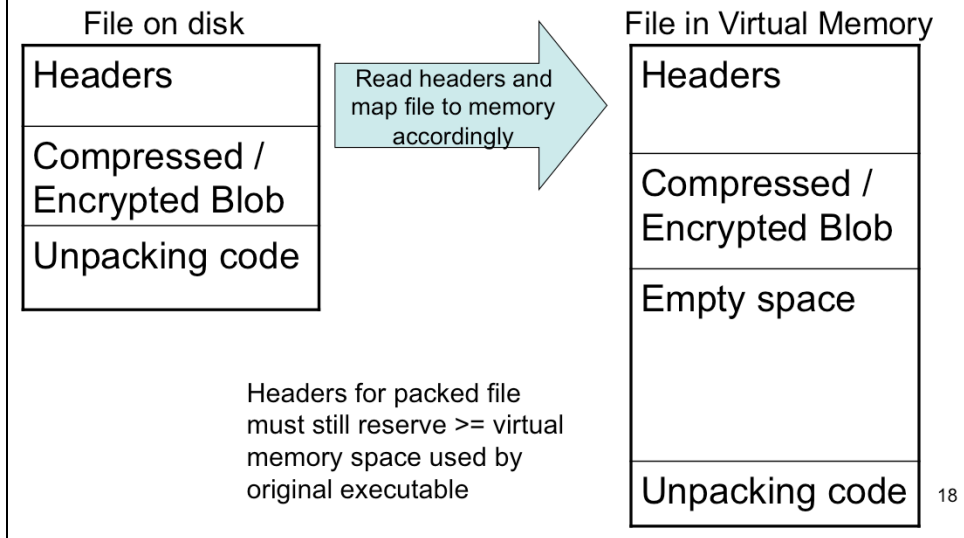 File on disk
Headers
Compressed /
Encrypted Blob
Unpacking code
Read headers and
map file to memory
accordingly
File in Virtual Memory
Headers
Compressed /
Encrypted Blob
Empty space
Unpacking code
Headers for packed file
must still reserve >= virtual
memory space used by
original executable
18